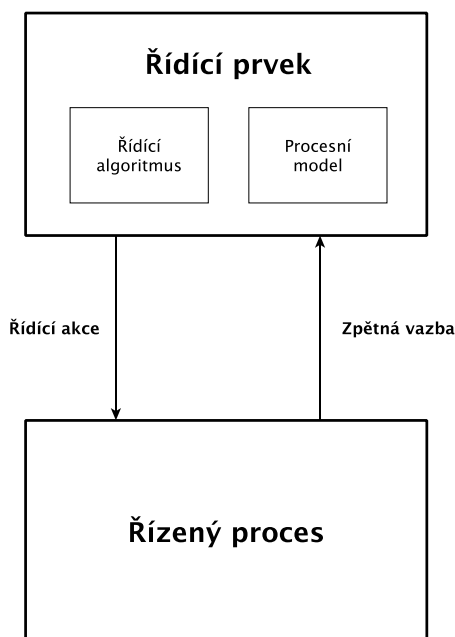 Řídící prvek
Řídící
algoritmus
Procesní
model
Řídící akce
Zpětná vazba
Řízený proces